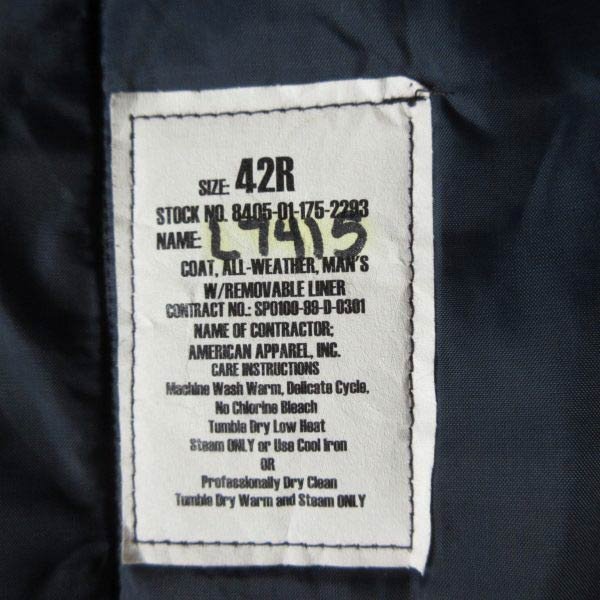 SIZE: 42R
STOCK NO. 8405-01-175-2293
NAME: L7415
COAT, ALL-WEATHER, MAN'S
W/REMOVABLE LINER
CONTRACT NO.: SPO100-99-D-0301
NAME OF CONTRACTOR:
AMERICAN APPAREL, INC.
CARE INSTRUCTIONS
Machine Wash Warm, Delicate Cycle,
No Chlorine Bleach
Tumble Dry Low Heat
Steam ONLY or Use Cool Iron
OR
Professionally Dry Clean
Tumble Dry Warm and Steam ONLY